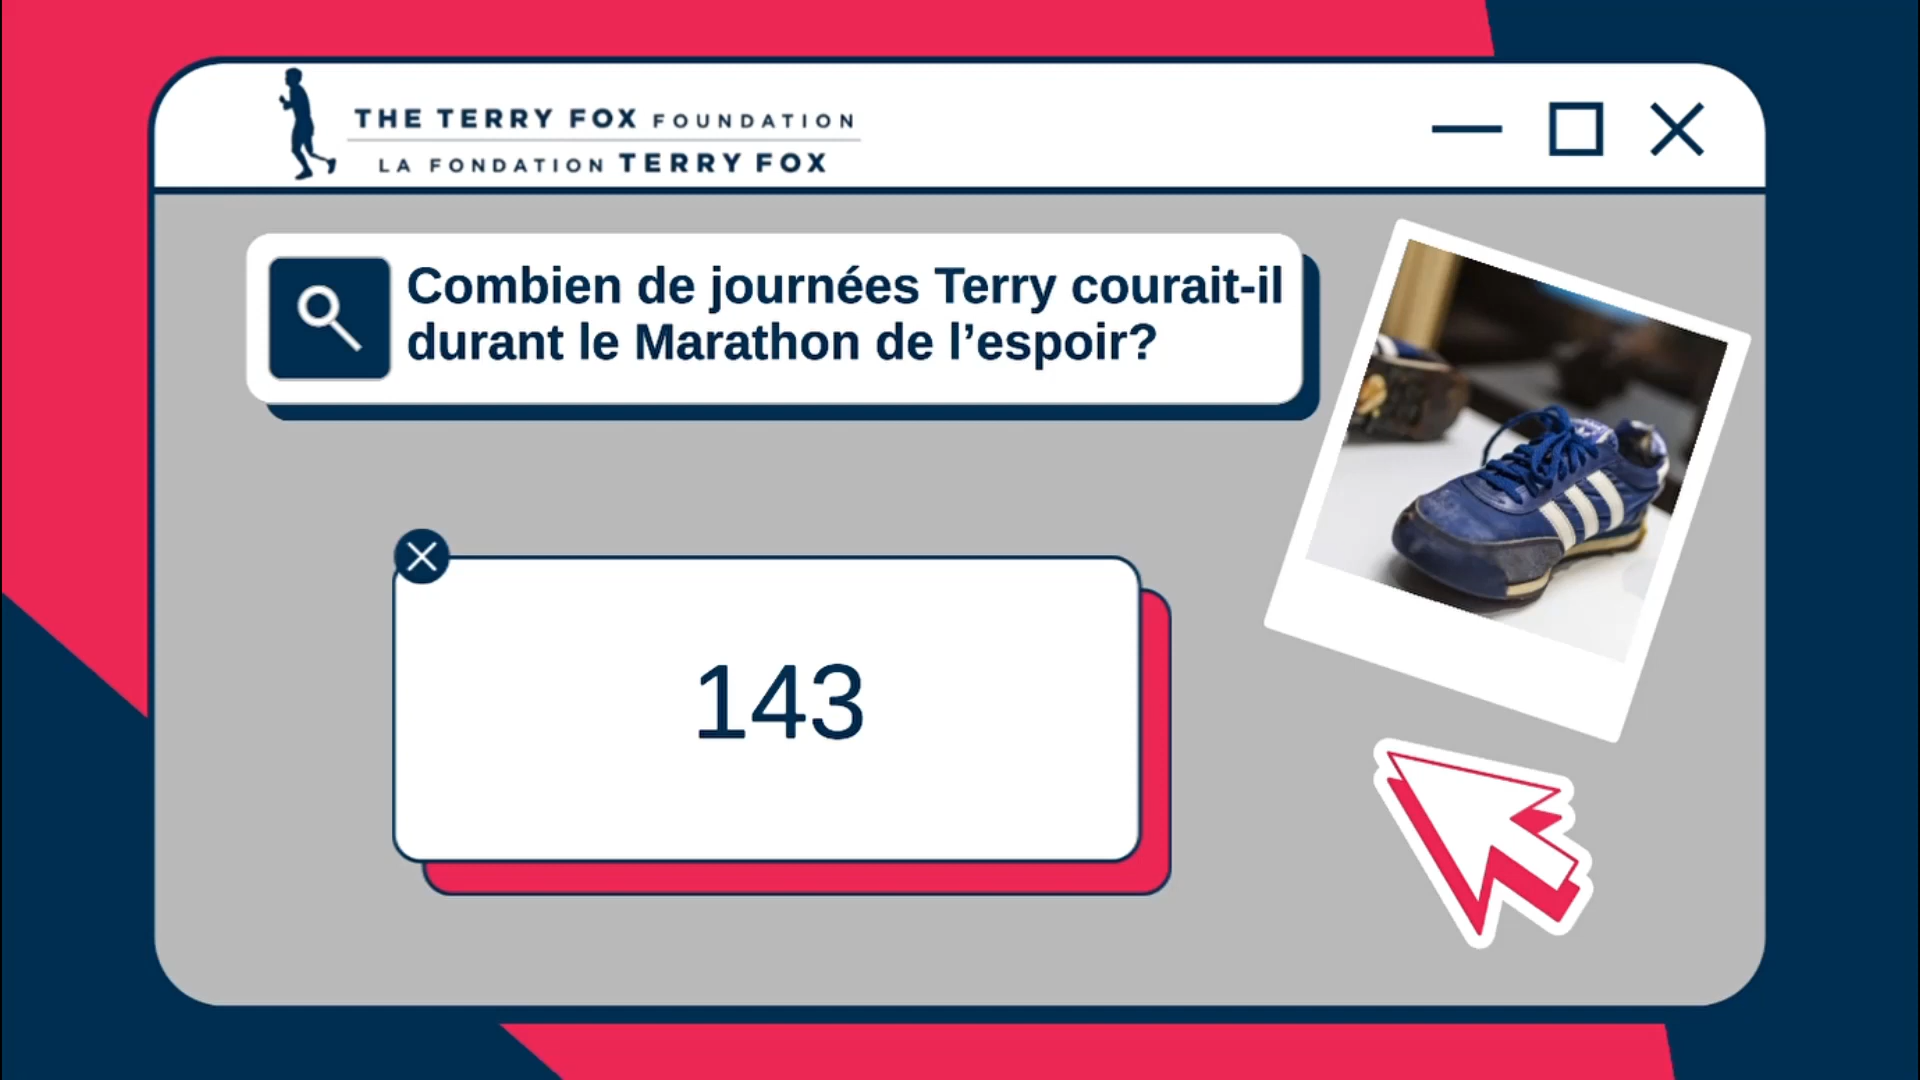 THE TERRY FOX FOUNDATION
LA FONDATION TERRY FOX
Combien de journées Terry courait-il
durant le Marathon de l’espoir?
143